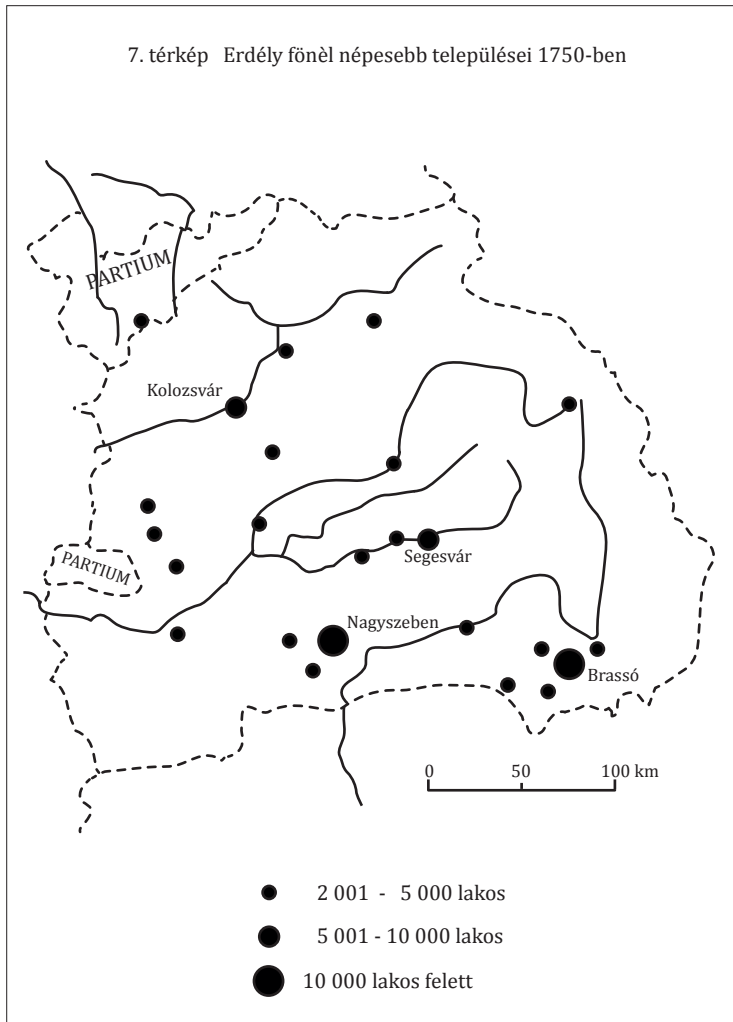 7. térkép Erdély fönèl népesebb települései 1750-ben
PARTIUM
Kolozsvár
Segesvár
PARTIUM
Nagyszeben
Brassó
0 50 100 km
2 001 - 5 000 lakos
5 001 - 10 000 lakos
10 000 lakos felett